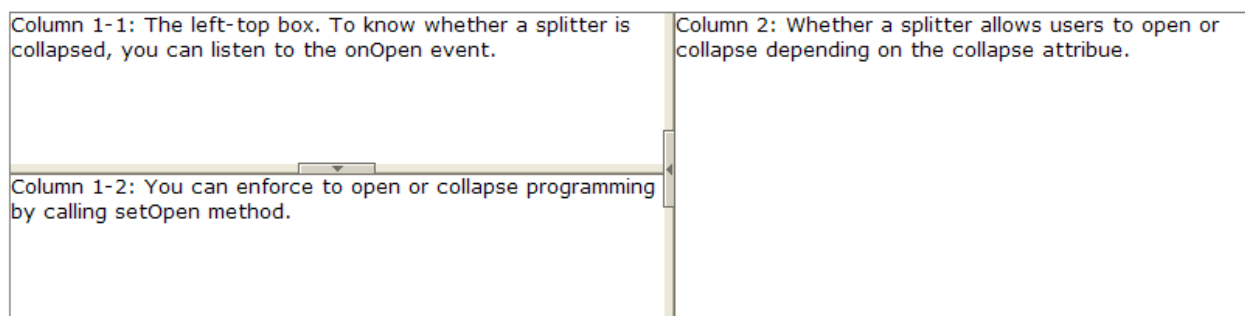 Column 1-1: The left-top box. To know whether a splitter is
collapsed, you can listen to the onOpen event.
Column 1-2: You can enforce to open or collapse programming
by calling setOpen method.
Column 2: Whether a splitter allows users to open or
collapse depending on the collapse attribue.